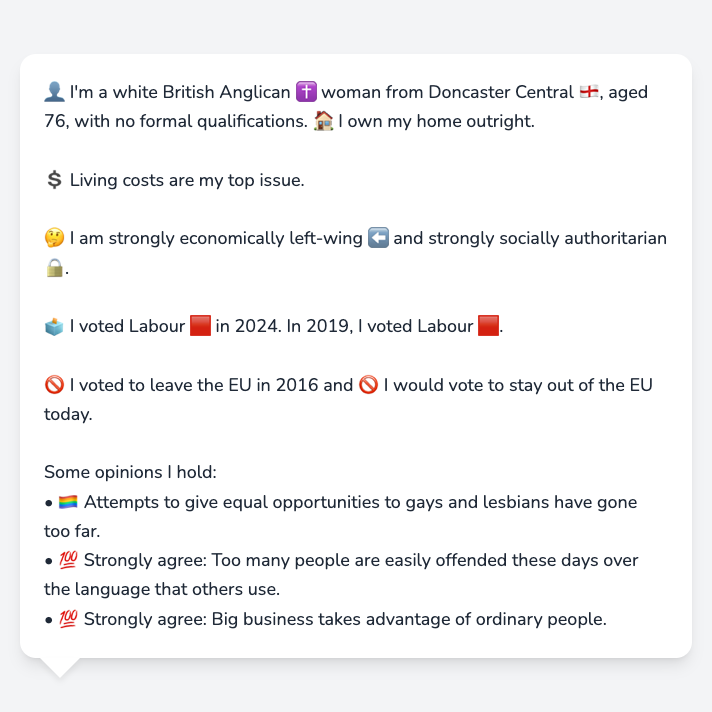 👤 I'm a white British Anglican ✝️ woman from Doncaster Central 🏴󠁧󠁢󠁥󠁮󠁧󠁿, aged
76, with no formal qualifications. 🏠 I own my home outright.
💲 Living costs are my top issue.
🤔 I am strongly economically left-wing ⬅️ and strongly socially authoritarian
🔒.
🗳️ I voted Labour 🟥 in 2024. In 2019, I voted Labour 🟥.
🚫 I voted to leave the EU in 2016 and 🚫 I would vote to stay out of the EU
today.
Some opinions I hold:
• 🏳️‍🌈 Attempts to give equal opportunities to gays and lesbians have gone
too far.
• 💯 Strongly agree: Too many people are easily offended these days over
the language that others use.
• 💯 Strongly agree: Big business takes advantage of ordinary people.